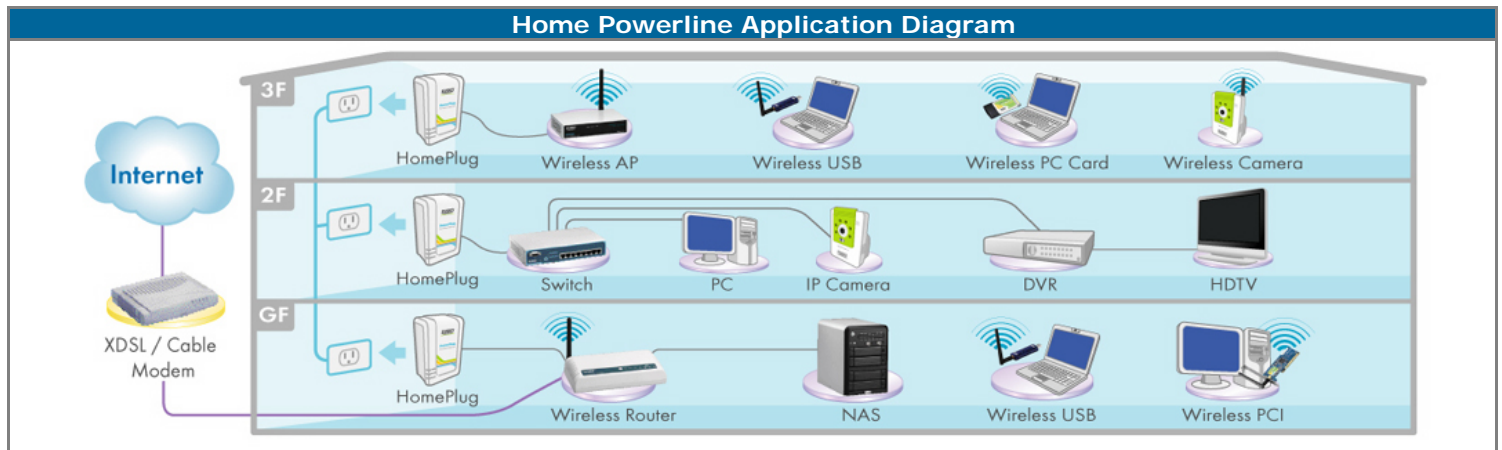 Home Powerline Application Diagram
3F
HomePlug
Wireless AP
Wireless USB
Wireless PC Card
Wireless Camera
Internet
2F
HomePlug
Switch
PC
IP Camera
DVR
HDTV
XDSL / Cable
Modem
GF
HomePlug
Wireless Router
NAS
Wireless USB
Wireless PCI